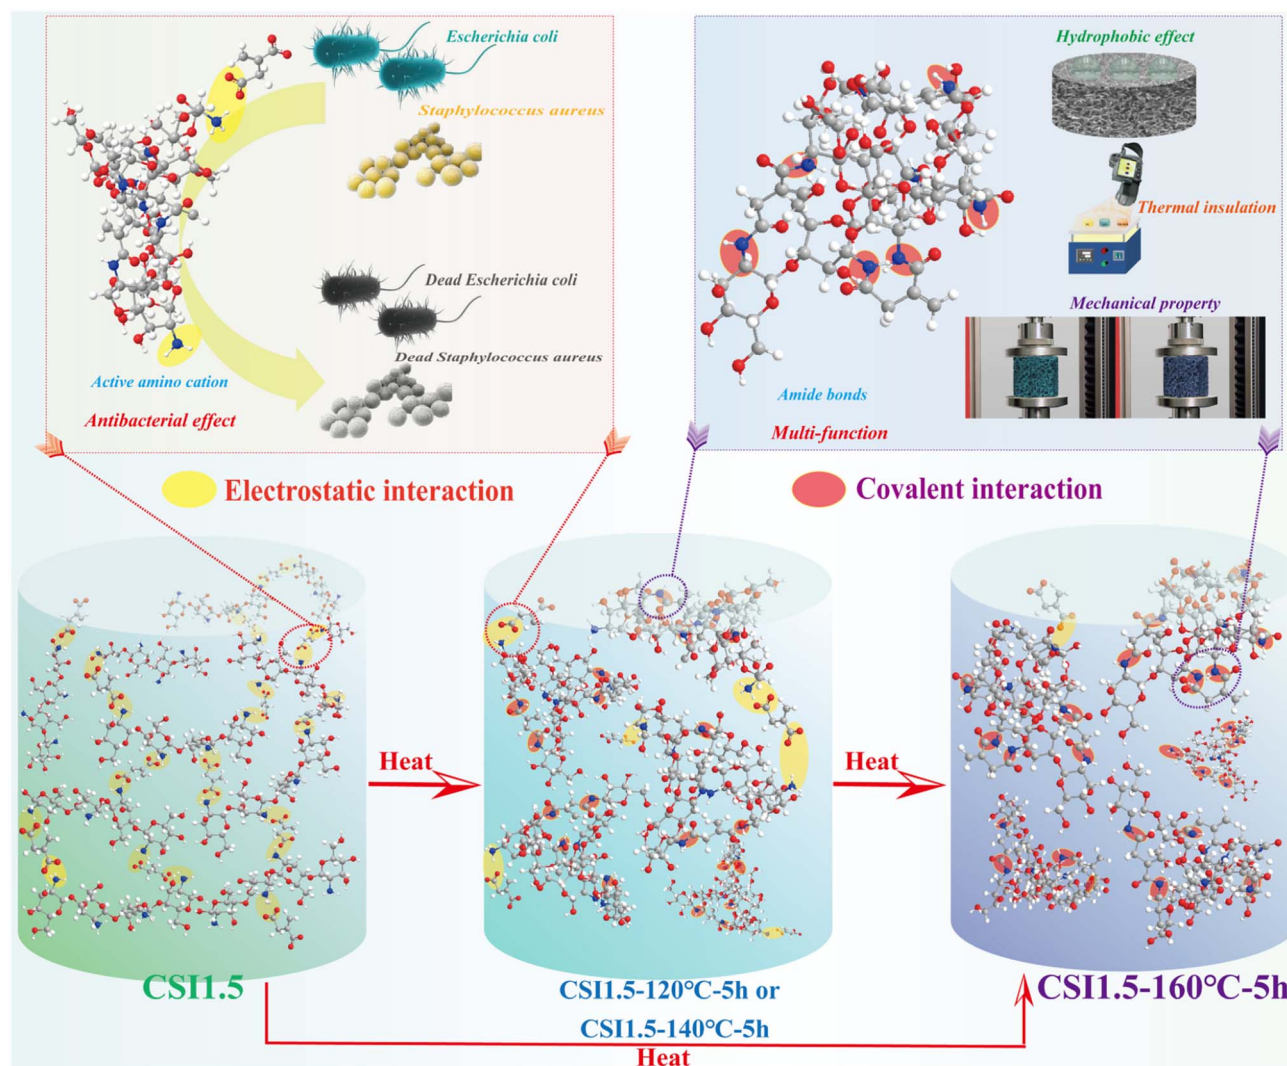 Escherichia coli
Staphylococcus aureus
Dead Escherichia coli
Dead Staphylococcus aureus
Active amino cation
Antibacterial effect
Hydrophobic effect
Thermal insulation
Mechanical property
Amide bonds
Multi-function
Electrostatic interaction
Covalent interaction
Heat
Heat
CSI1.5
CSI1.5-120°C-5h or
CSI1.5-140°C-5h
CSI1.5-160°C-5h
Heat